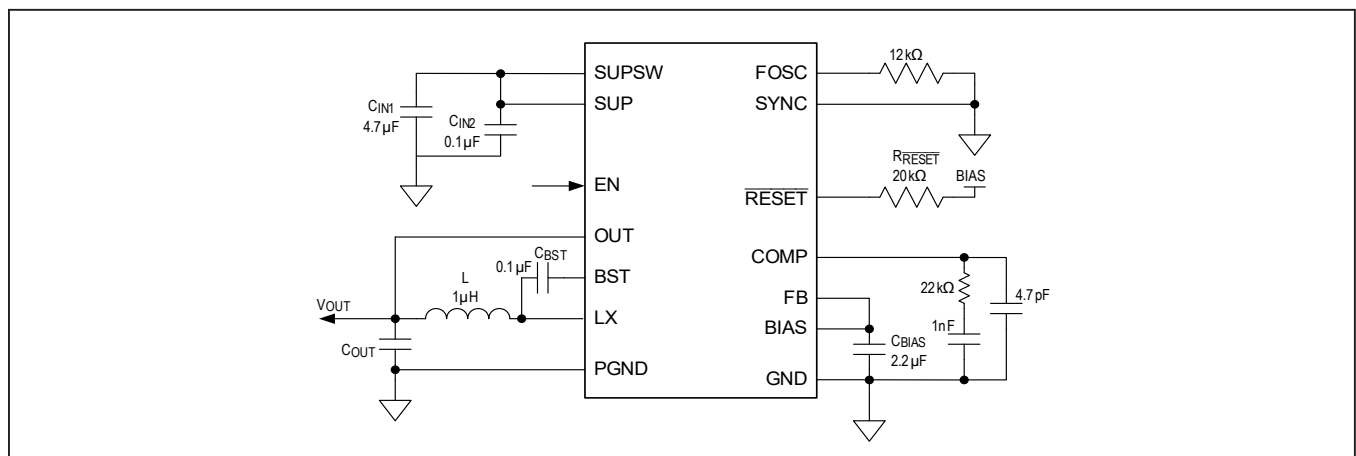 SUPSW
SUP
EN
OUT
BST
LX
PGND
FOSC
SYNC
RESET
COMP
FB
BIAS
GND
CIN1
4.7µF
CIN2
0.1µF
CBST
0.1µF
L
1µH
VOUT
COUT
12kΩ
RRESET
20kΩ
BIAS
22kΩ
1nF
4.7pF
CBIAS
2.2µF